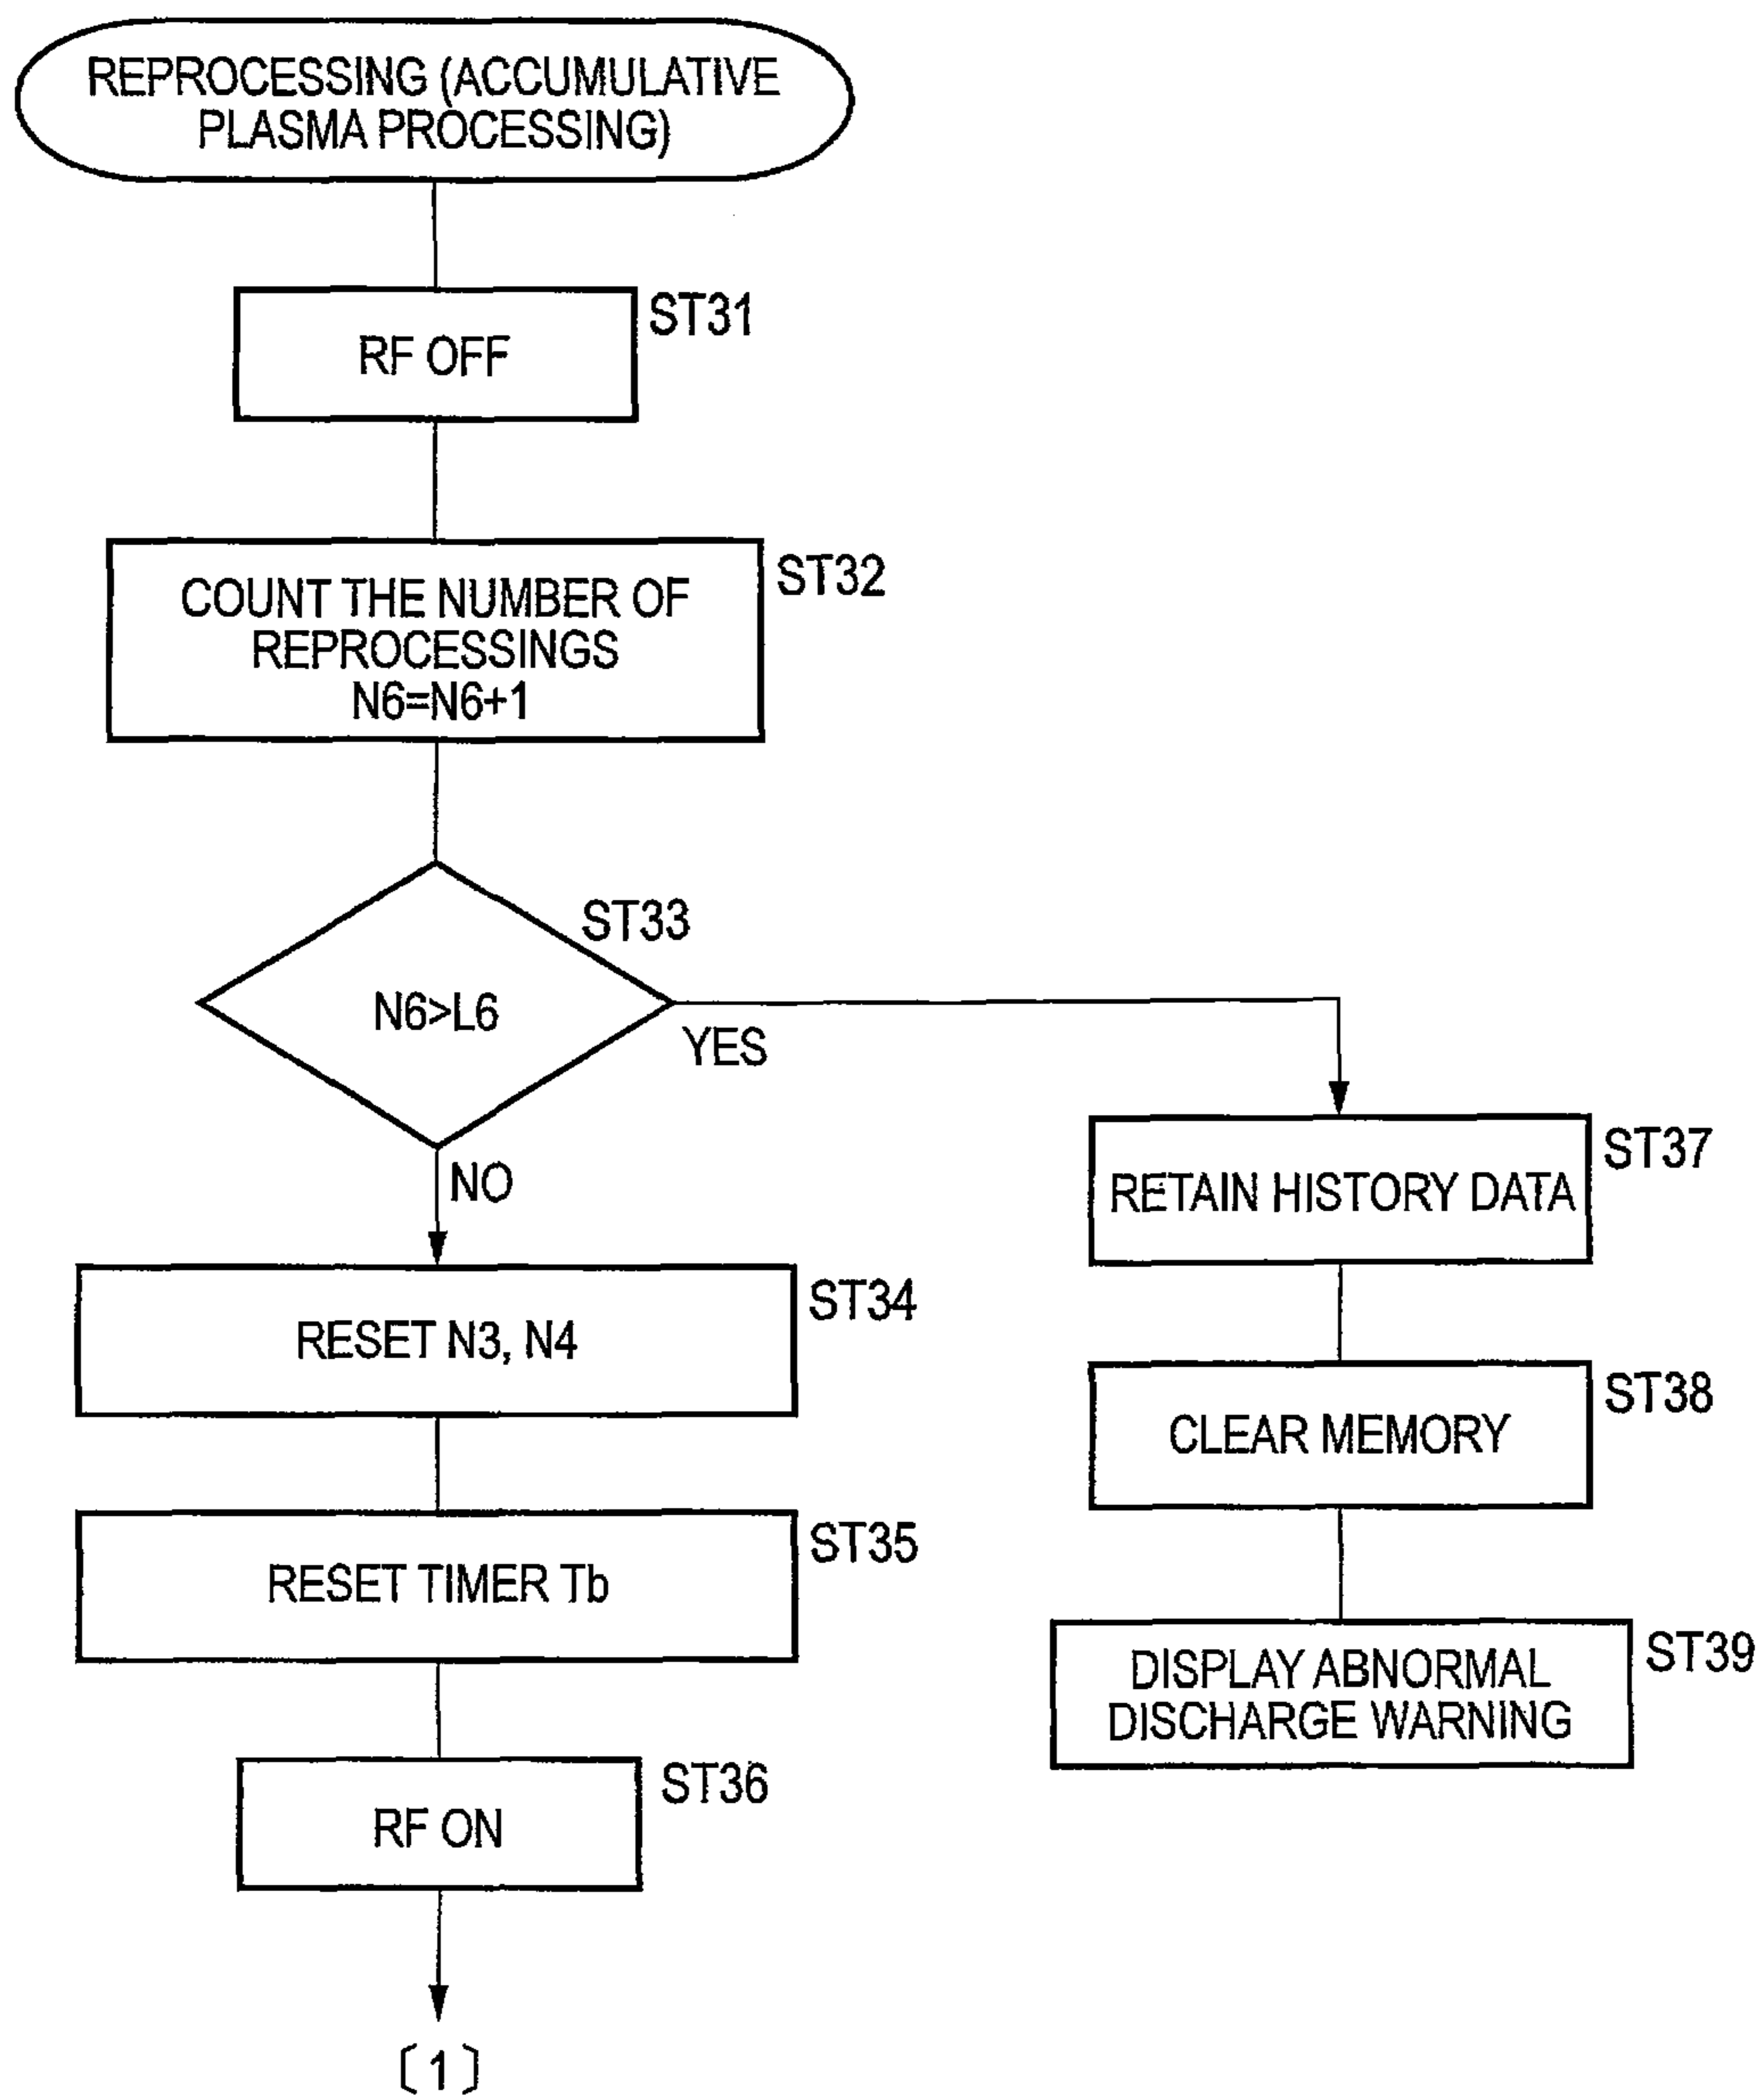 REPROCESSING (ACCUMULATIVE
PLASMA PROCESSING)
ST31
RF OFF
ST32
COUNT THE NUMBER OF
REPROCESSINGS
N6=N6+1
ST33
N6>L6
YES
NO
ST34
RESET N3, N4
ST35
RESET TIMER Tb
ST36
RF ON
〔1〕
ST37
RETAIN HISTORY DATA
ST38
CLEAR MEMORY
ST39
DISPLAY ABNORMAL
DISCHARGE WARNING